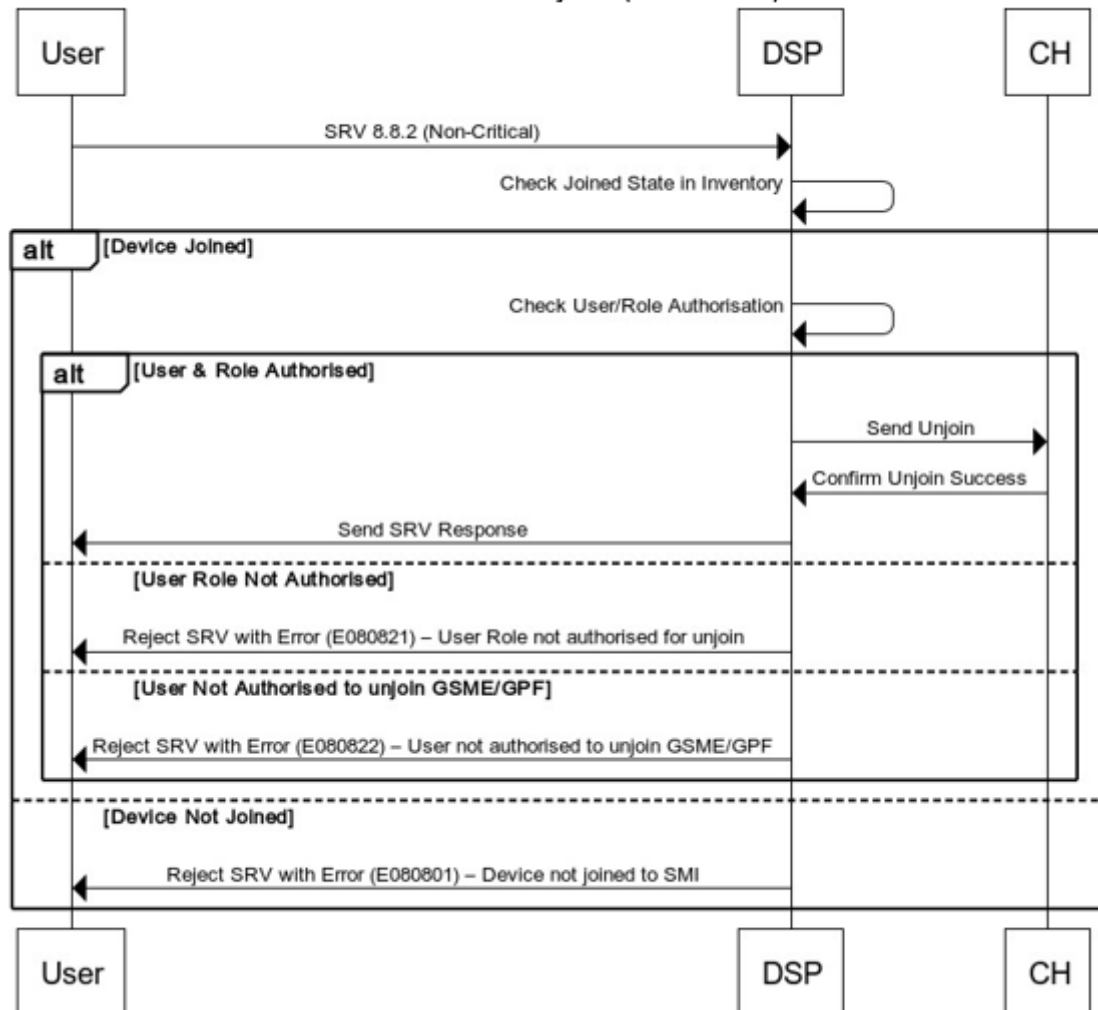 User
DSP
CH
SRV 8.8.2 (Non-Critical)
Check Joined State in Inventory
alt
[Device Joined]
Check User/Role Authorisation
alt
[User & Role Authorised]
Send Unjoin
Confirm Unjoin Success
Send SRV Response
[User Role Not Authorised]
Reject SRV with Error (E080821) – User Role not authorised for unjoin
[User Not Authorised to unjoin GSME/GPF]
Reject SRV with Error (E080822) – User not authorised to unjoin GSME/GPF
[Device Not Joined]
Reject SRV with Error (E080801) – Device not joined to SMI
User
DSP
CH